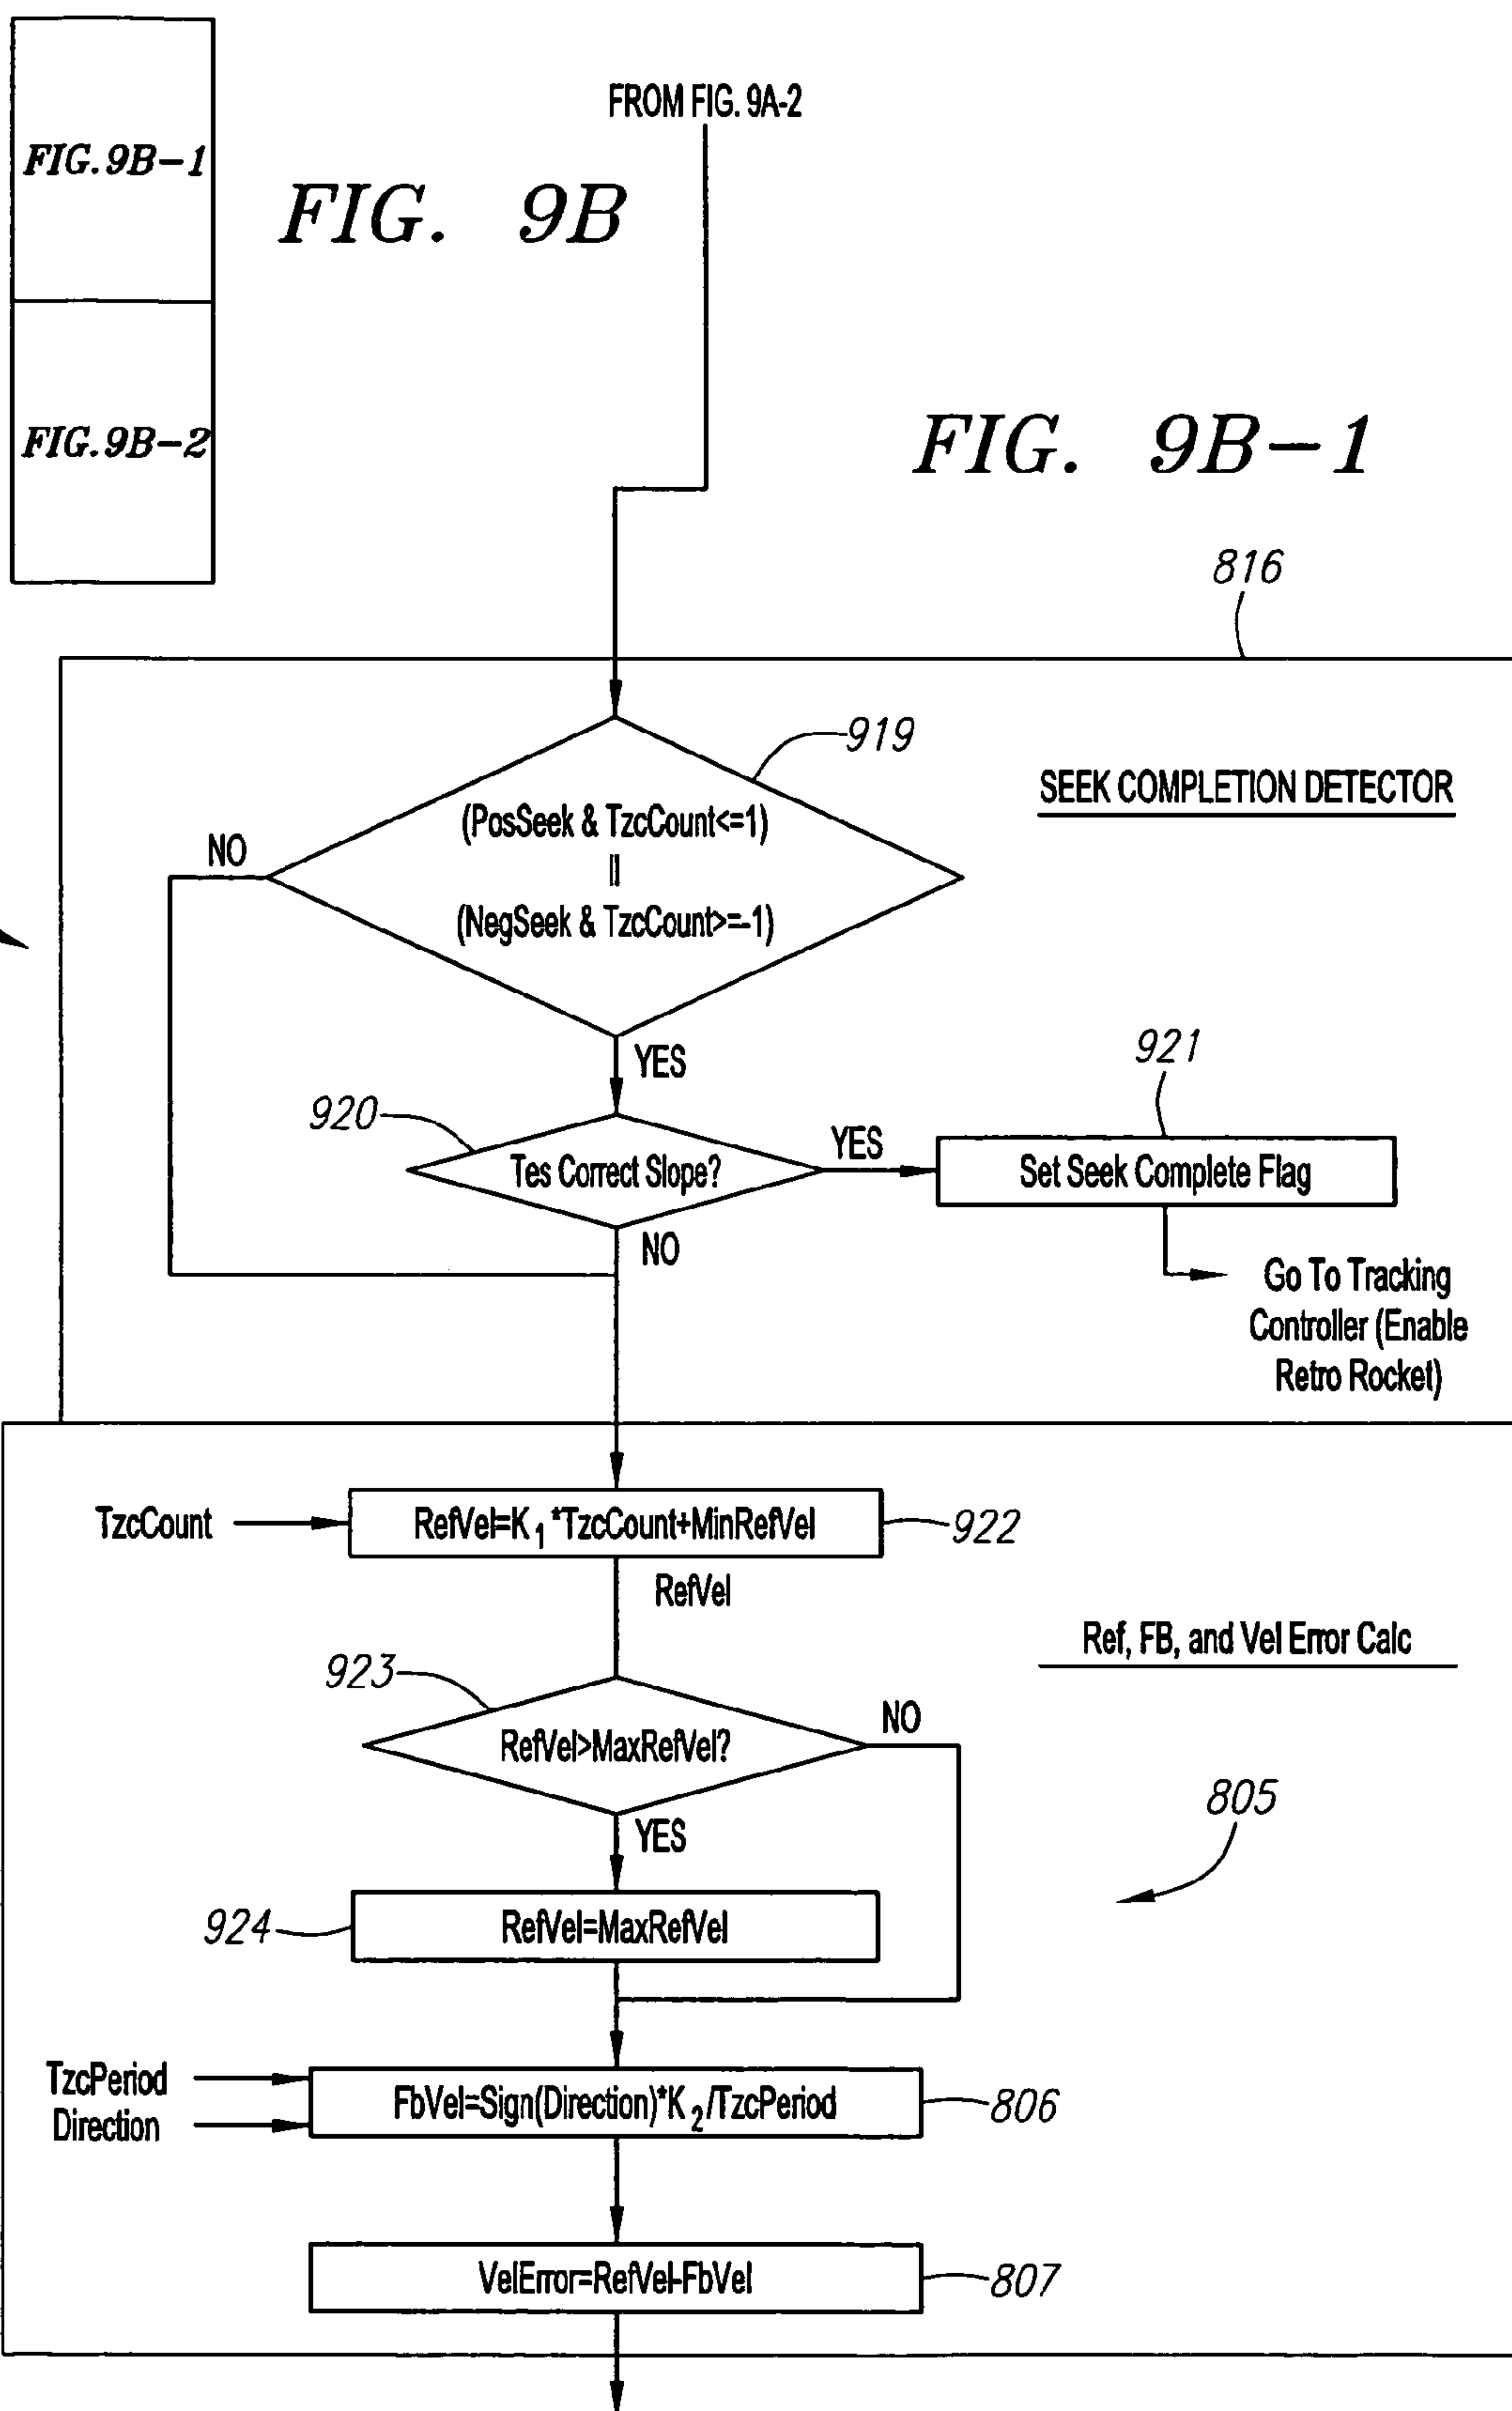 FROM FIG. 9A-2
FIG.9B-1
FIG. 9B
FIG.9B-2
FIG. 9B-1
816
919
SEEK COMPLETION DETECTOR
(PosSeek & TzcCount<=1)
||
(NegSeek & TzcCount>=-1)
NO
YES
921
920
Tes Correct Slope?
YES
Set Seek Complete Flag
NO
Go To Tracking
Controller (Enable
Retro Rocket)
TzcCount
RefVel=K1*TzcCount+MinRefVel
922
RefVel
Ref, FB, and Vel Error Calc
923
RefVel>MaxRefVel?
NO
805
YES
924
RefVel=MaxRefVel
TzcPeriod
Direction
FbVel=Sign(Direction)*K2/TzcPeriod
806
VelError=RefVel-FbVel
807